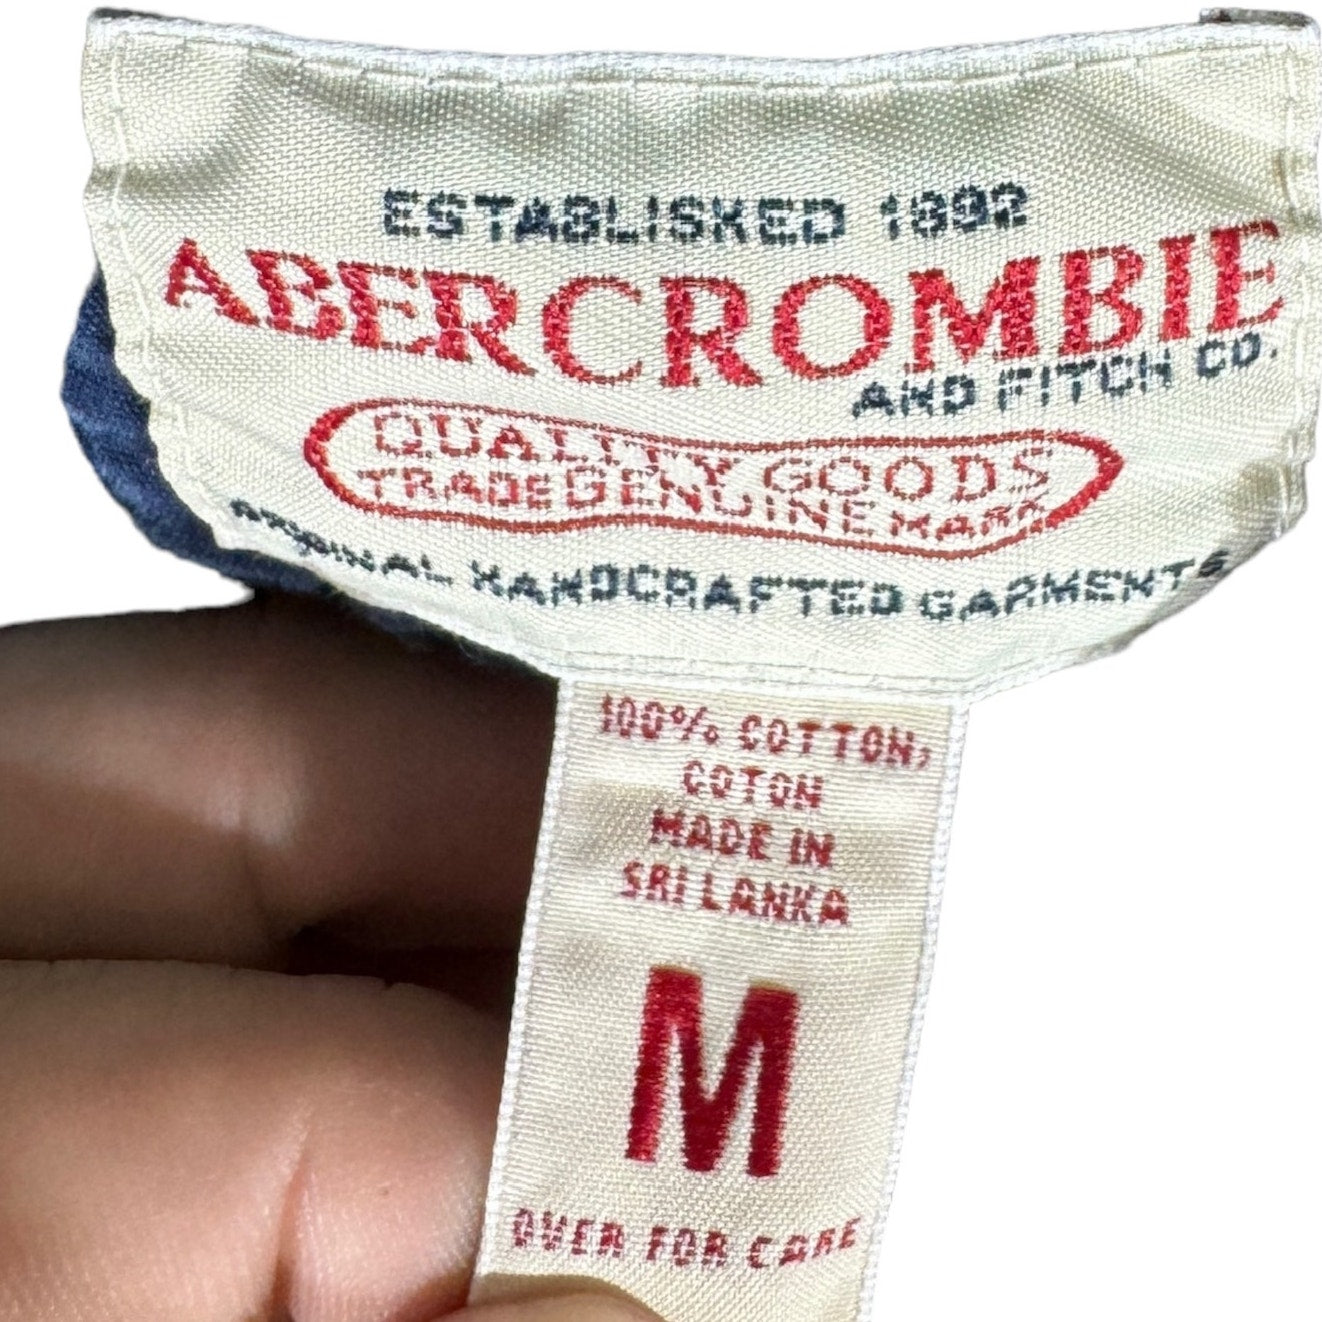 ESTABLISHED 1892
ABERCROMBIE
AND FITCH CO.
QUALITY GOODS
TRADE GENUINE MARK
ORIGINAL HANDCRAFTED GARMENTS
100% COTTON,
COTON
MADE IN
SRI LANKA
M
OVER FOR CARE